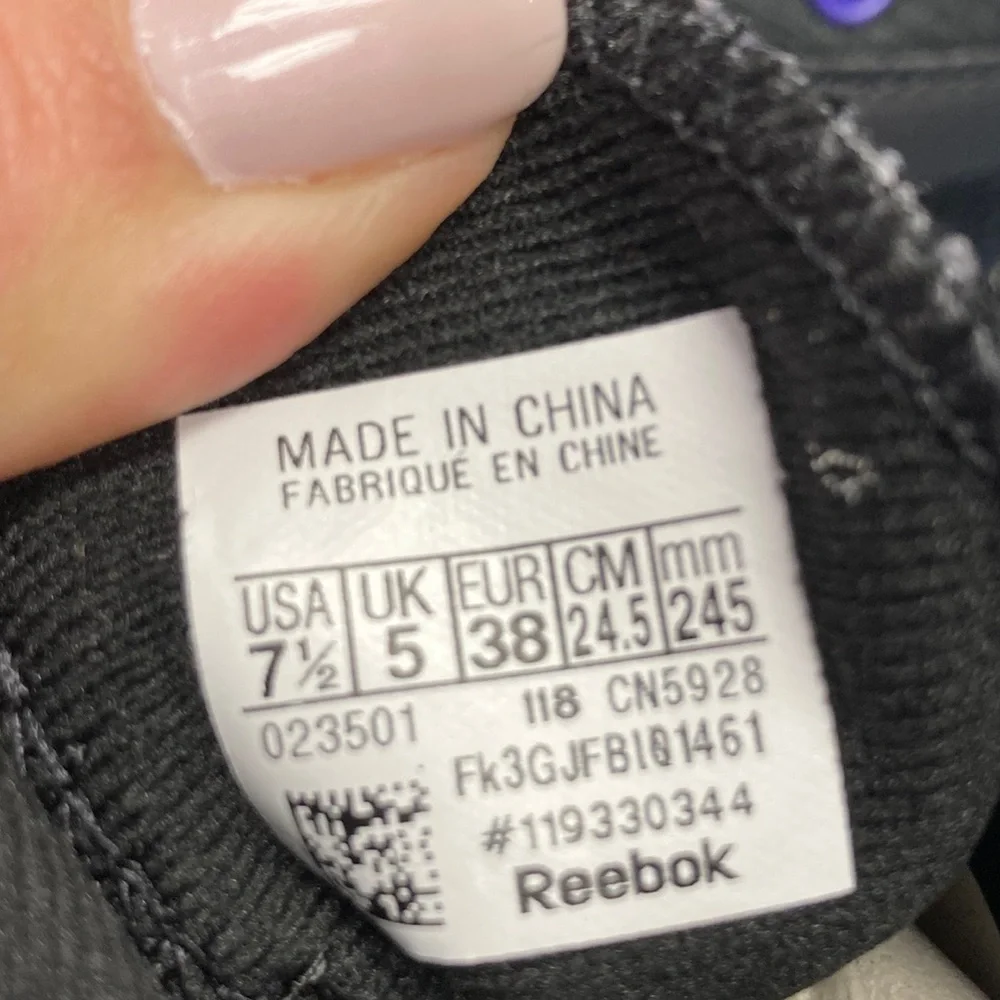 MADE IN CHINA
FABRIQUÉ EN CHINE
USA UK EUR CM mm
7½ 5 38 24.5 245
023501 118 CN5928
#119330344
Reebok